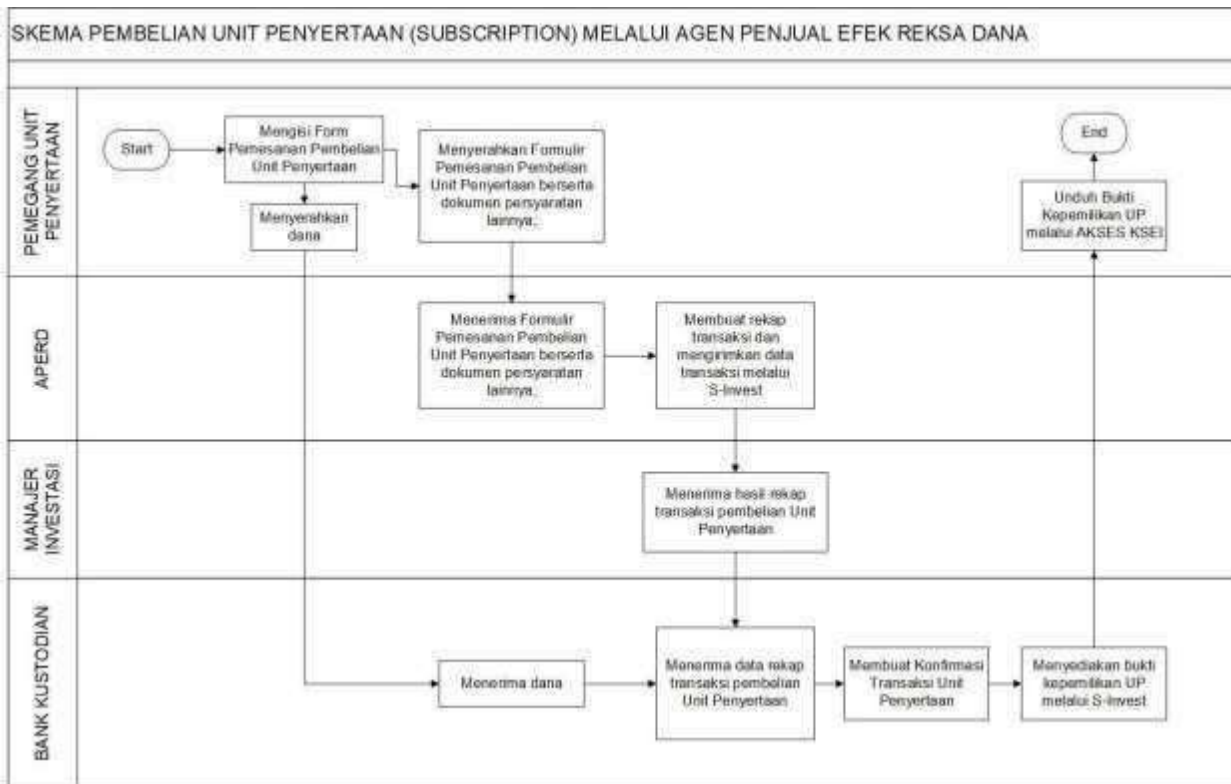 SKEMA PEMBELIAN UNIT PENYERTAAN (SUBSCRIPTION) MELALUI AGEN PENJUAL EFEK REKSA DANA
PEMEGANG UNIT
PENYERTAAN
Start
Mengisi Form
Pemesanan Pembelian
Unit Penyertaan
Menyerahkan
dana
Menyerahkan Formulir
Pemesanan Pembelian
Unit Penyertaan berserta
dokumen persyaratan
lainnya.
End
Unduh Bukti
Kepemilikan UP
melalui AKSES KSEI
APERD
Menerima Formulir
Pemesanan Pembelian
Unit Penyertaan berserta
dokumen persyaratan
lainnya.
Membuat rekap
transaksi dan
mengirimkan data
transaksi melalui
S-Invest
MANAJER
INVESTASI
Menerima hasil rekap
transaksi pembelian Unit
Penyertaan
BANK KUSTODIAN
Menerima dana
Menerima data rekap
transaksi pembelian
Unit Penyertaan
Membuat Konfirmasi
Transaksi Unit
Penyertaan
Menyediakan bukti
kepemilikan UP
melalui S-Invest